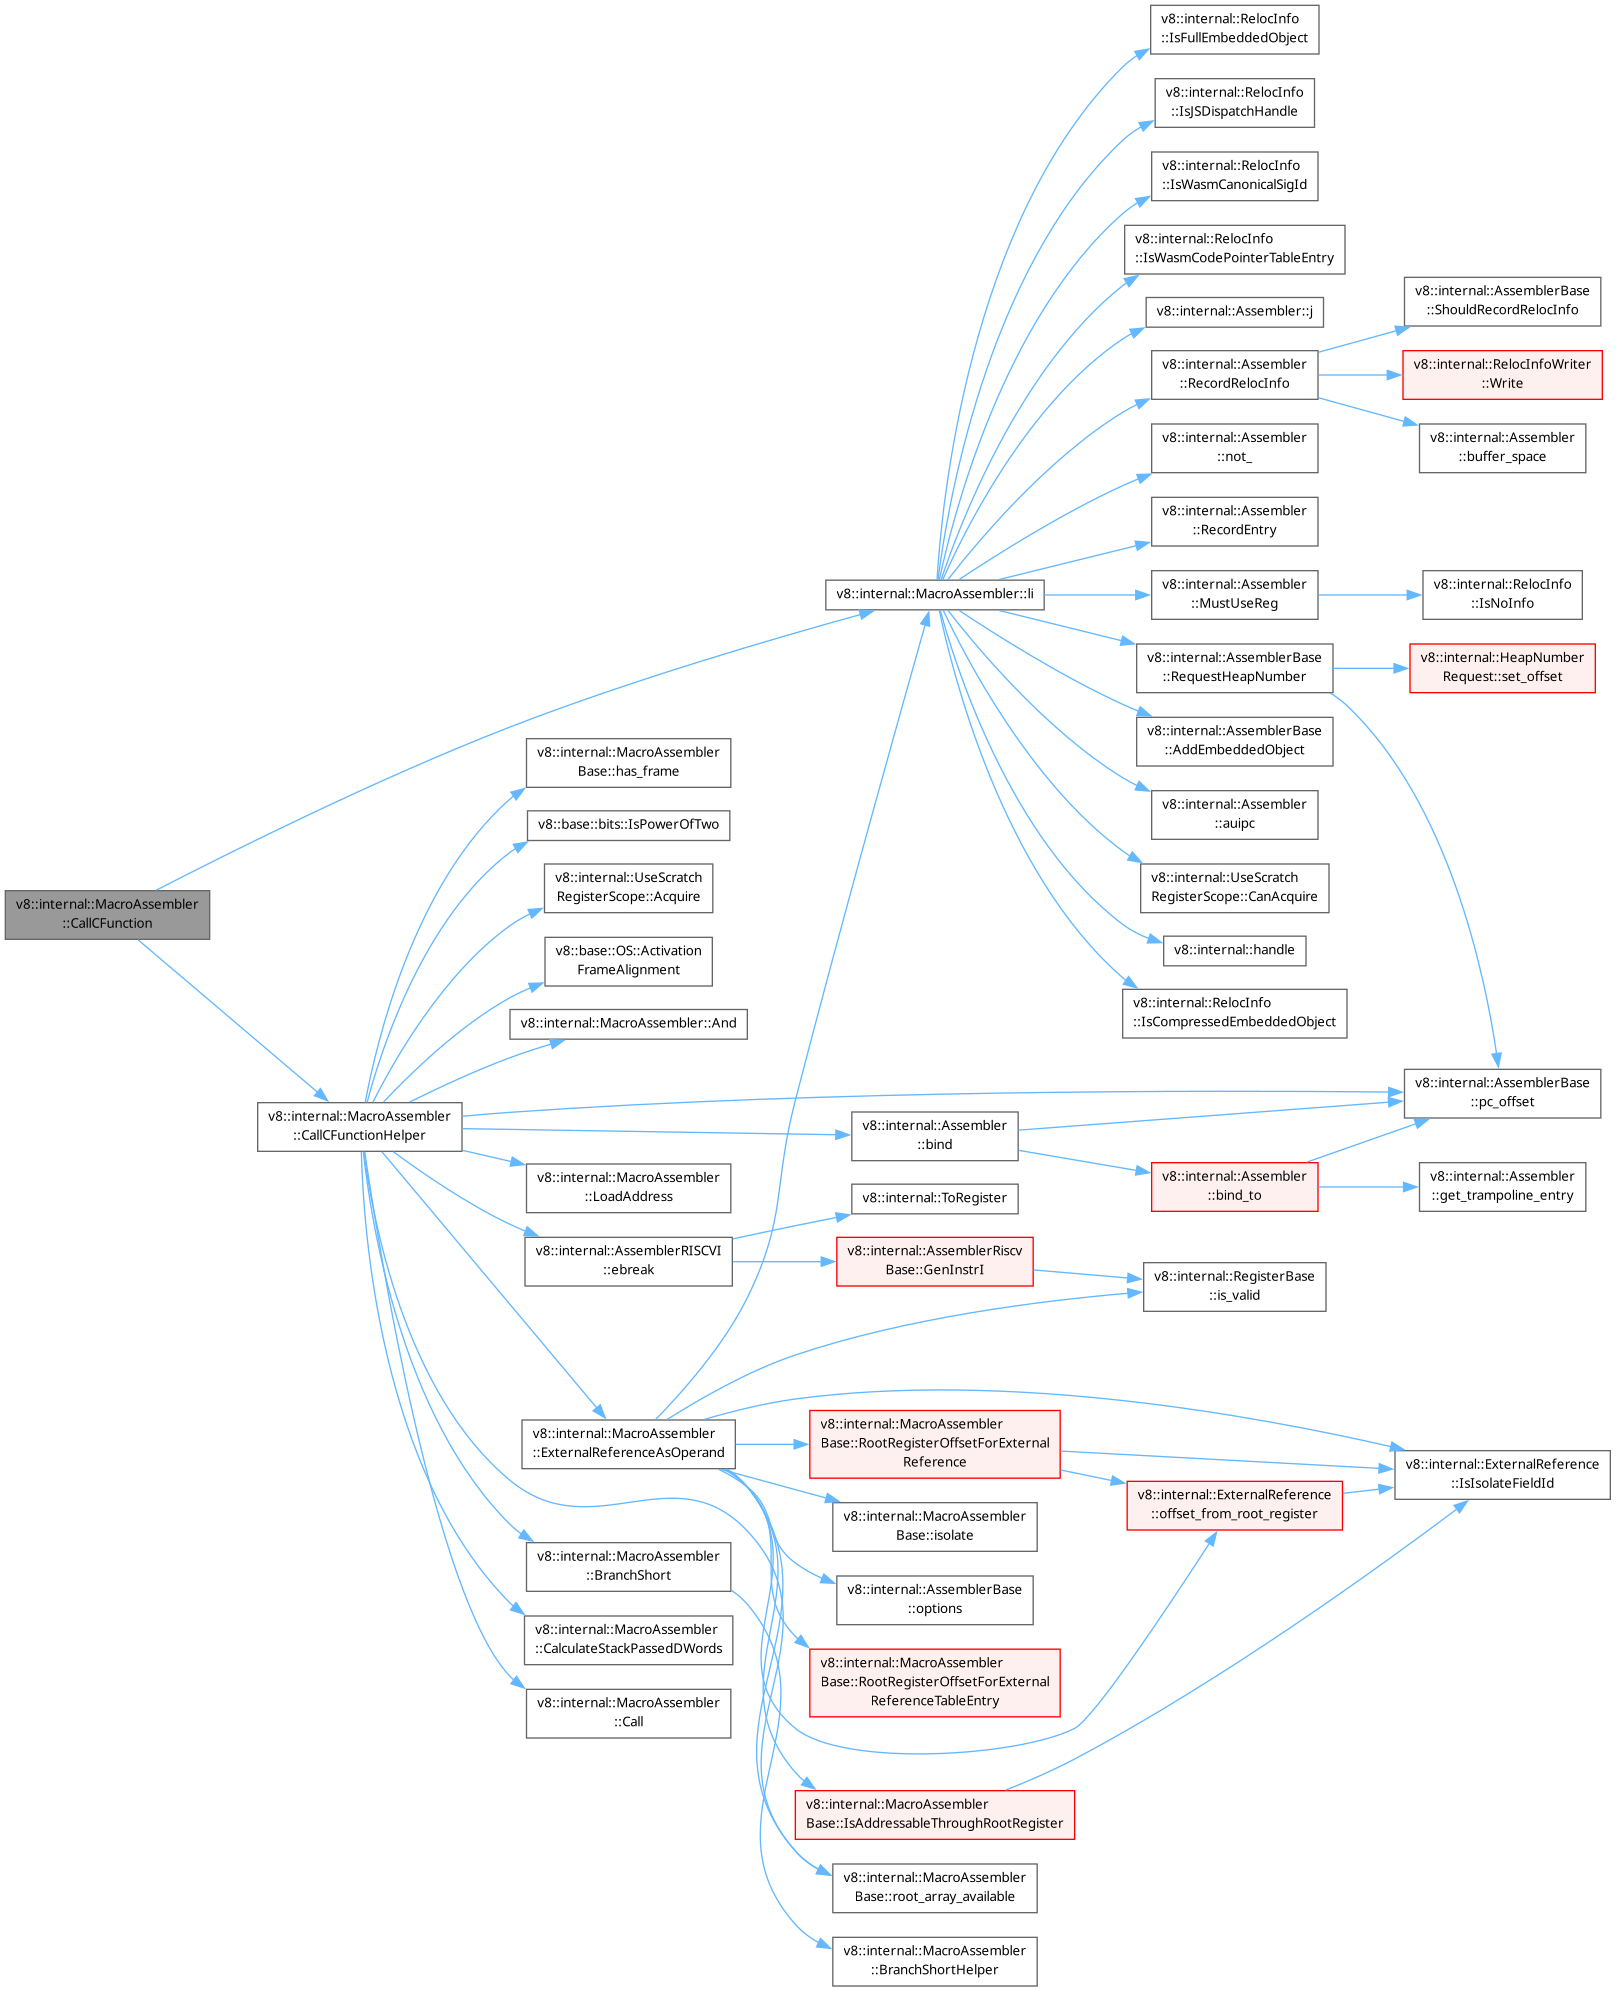 v8::internal::MacroAssembler
::CallCFunction
v8::internal::MacroAssembler
::CallCFunctionHelper
v8::internal::MacroAssembler
Base::has_frame
v8::base::bits::IsPowerOfTwo
v8::internal::UseScratch
RegisterScope::Acquire
v8::base::OS::Activation
FrameAlignment
v8::internal::MacroAssembler::And
v8::internal::MacroAssembler
::LoadAddress
v8::internal::AssemblerRISCVI
::ebreak
v8::internal::MacroAssembler
::ExternalReferenceAsOperand
v8::internal::MacroAssembler
::BranchShort
v8::internal::MacroAssembler
::CalculateStackPassedDWords
v8::internal::MacroAssembler
::Call
v8::internal::MacroAssembler::li
v8::internal::Assembler
::bind
v8::internal::ToRegister
v8::internal::AssemblerRiscv
Base::GenInstrI
v8::internal::MacroAssembler
Base::RootRegisterOffsetForExternal
Reference
v8::internal::MacroAssembler
Base::isolate
v8::internal::AssemblerBase
::options
v8::internal::MacroAssembler
Base::RootRegisterOffsetForExternal
ReferenceTableEntry
v8::internal::MacroAssembler
Base::IsAddressableThroughRootRegister
v8::internal::MacroAssembler
Base::root_array_available
v8::internal::MacroAssembler
::BranchShortHelper
v8::internal::RelocInfo
::IsFullEmbeddedObject
v8::internal::RelocInfo
::IsJSDispatchHandle
v8::internal::RelocInfo
::IsWasmCanonicalSigId
v8::internal::RelocInfo
::IsWasmCodePointerTableEntry
v8::internal::Assembler::j
v8::internal::Assembler
::RecordRelocInfo
v8::internal::Assembler
::not_
v8::internal::Assembler
::RecordEntry
v8::internal::Assembler
::MustUseReg
v8::internal::AssemblerBase
::RequestHeapNumber
v8::internal::AssemblerBase
::AddEmbeddedObject
v8::internal::Assembler
::auipc
v8::internal::UseScratch
RegisterScope::CanAcquire
v8::internal::handle
v8::internal::RelocInfo
::IsCompressedEmbeddedObject
v8::internal::Assembler
::bind_to
v8::internal::RegisterBase
::is_valid
v8::internal::ExternalReference
::offset_from_root_register
v8::internal::AssemblerBase
::ShouldRecordRelocInfo
v8::internal::RelocInfoWriter
::Write
v8::internal::Assembler
::buffer_space
v8::internal::RelocInfo
::IsNoInfo
v8::internal::HeapNumber
Request::set_offset
v8::internal::AssemblerBase
::pc_offset
v8::internal::Assembler
::get_trampoline_entry
v8::internal::ExternalReference
::IsIsolateFieldId